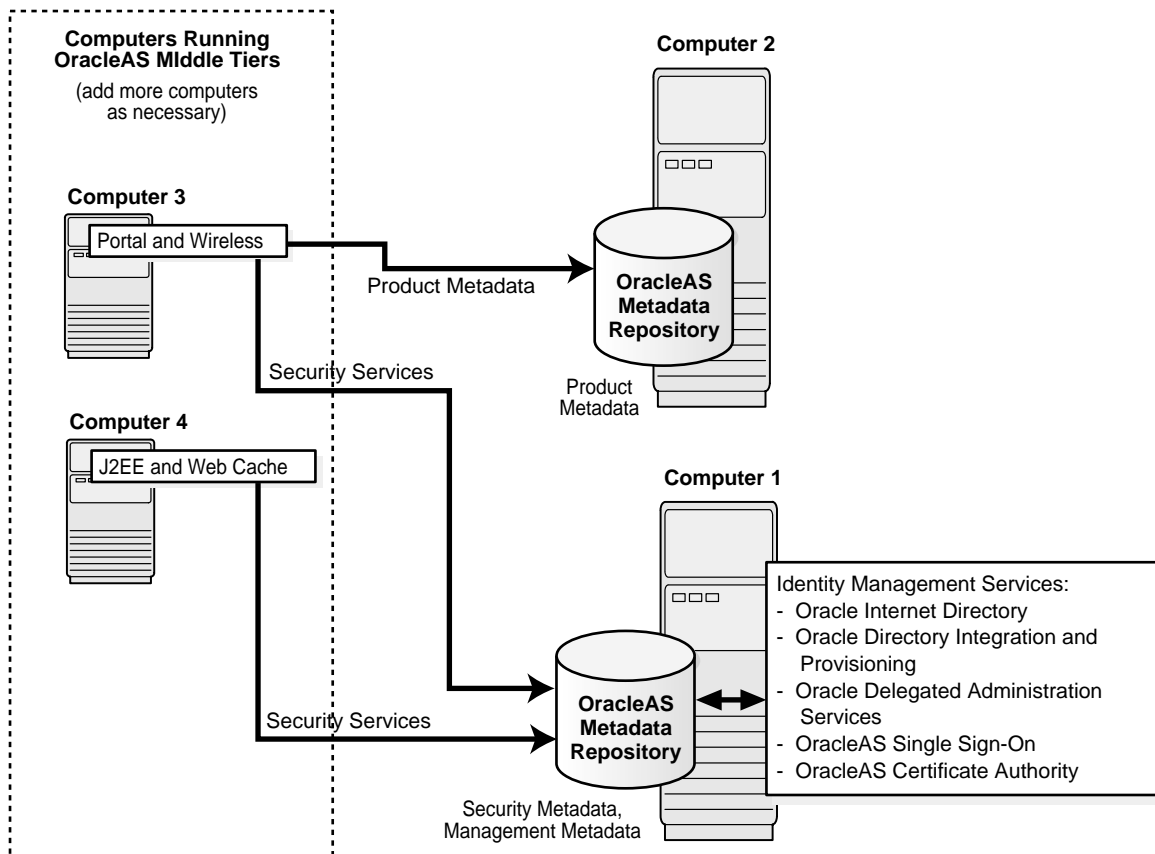 Computers Running
OracleAS MIddle Tiers
(add more computers
as necessary)
Computer 2
Computer 3
Portal and Wireless
Product Metadata
OracleAS
Metadata
Repository
Product
Metadata
Security Services
Computer 4
J2EE and Web Cache
Computer 1
Identity Management Services:
- Oracle Internet Directory
- Oracle Directory Integration and
Provisioning
- Oracle Delegated Administration
Services
- OracleAS Single Sign-On
- OracleAS Certificate Authority
OracleAS
Metadata
Repository
Security Services
Security Metadata,
Management Metadata